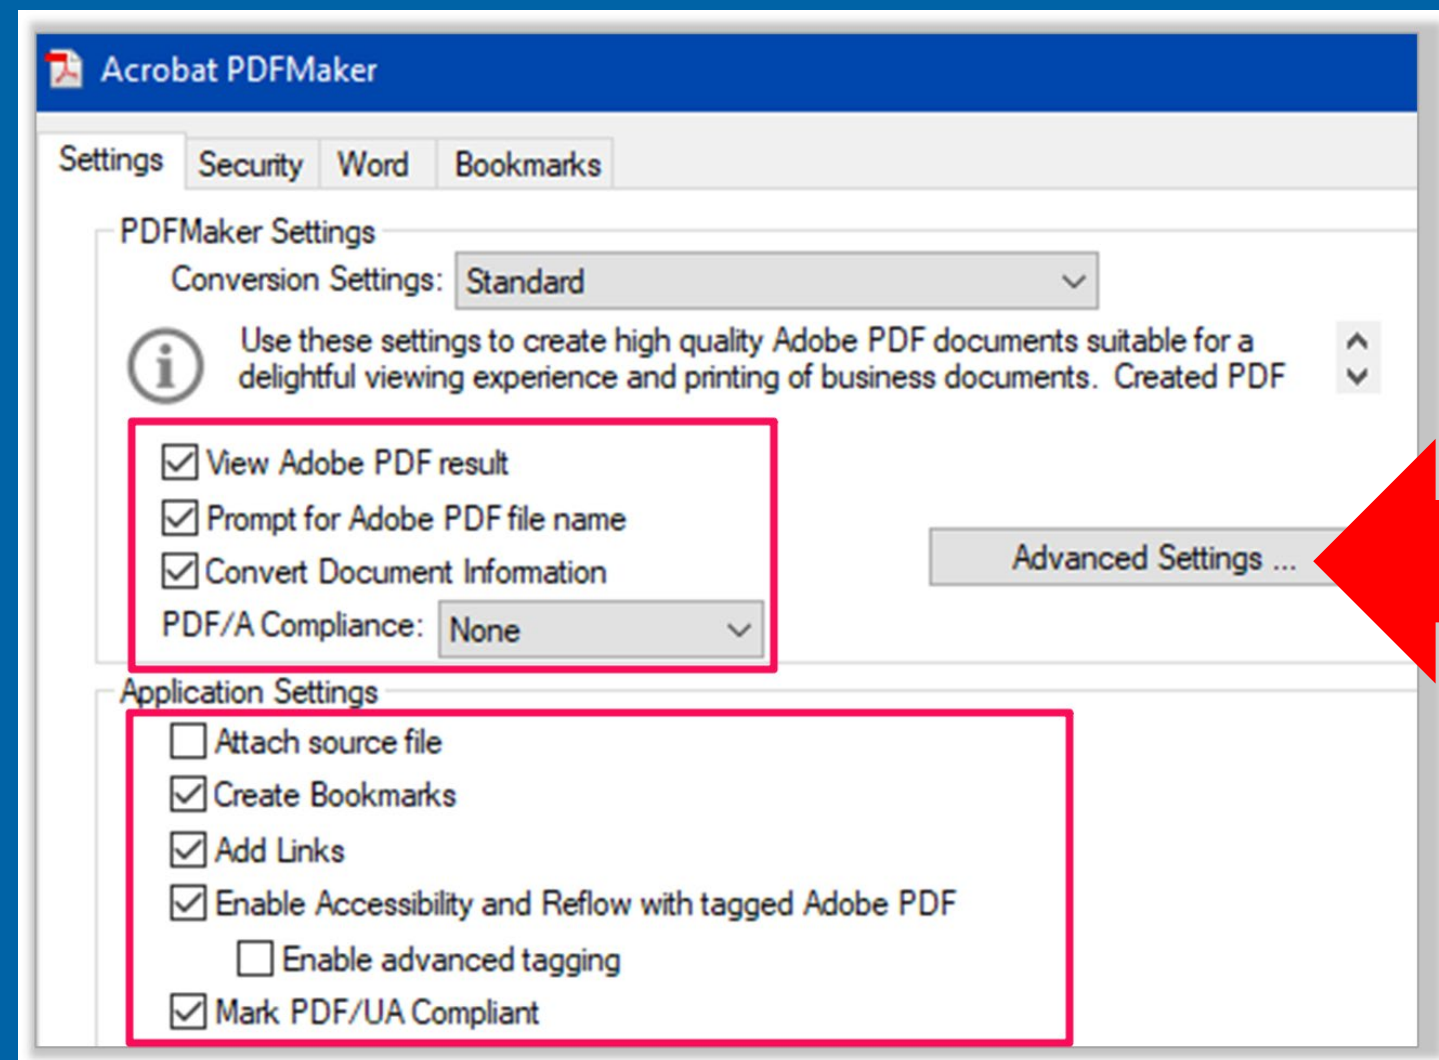 Acrobat PDFMaker
Settings Security Word Bookmarks
PDFMaker Settings
Conversion Settings: Standard
Use these settings to create high quality Adobe PDF documents suitable for a
delightful viewing experience and printing of business documents. Created PDF
View Adobe PDF result
Prompt for Adobe PDF file name
Convert Document Information
Advanced Settings ...
PDF/A Compliance: None
Application Settings
Attach source file
Create Bookmarks
Add Links
Enable Accessibility and Reflow with tagged Adobe PDF
Enable advanced tagging
Mark PDF/UA Compliant